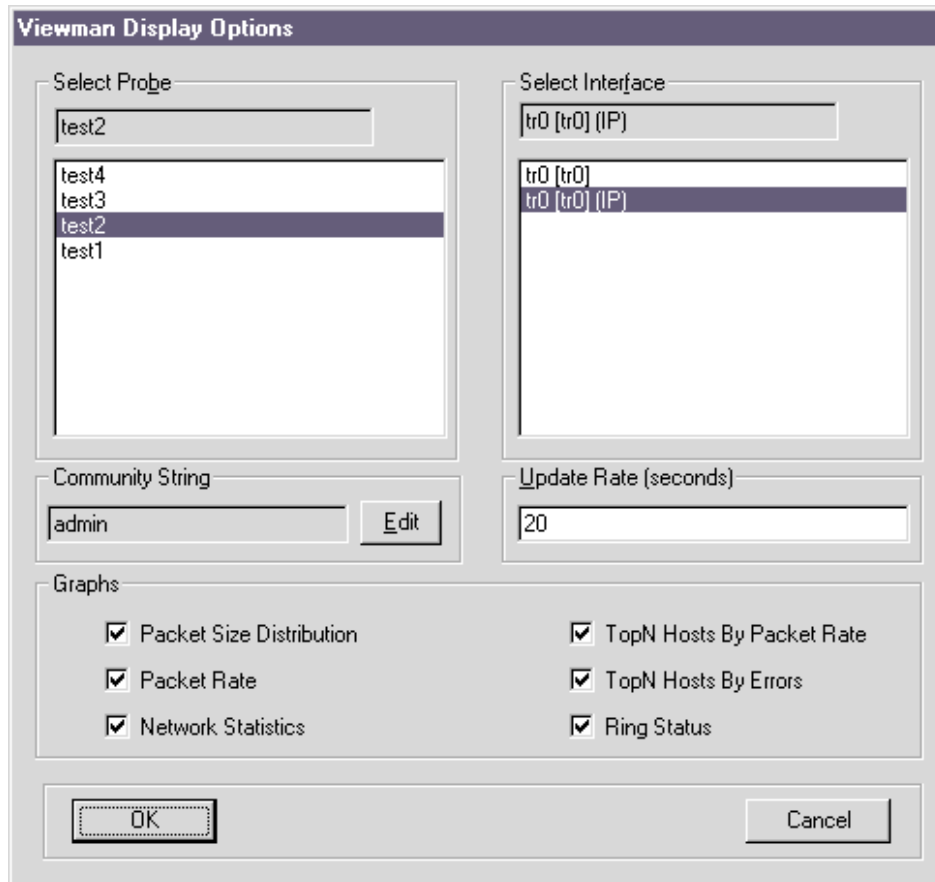 Viewman Display Options
Select Probe
test2
test4
test3
test2
test1
Select Interface
tr0 [tr0] (IP)
tr0 [tr0]
tr0 [tr0] (IP)
Community String
admin
Edit
Update Rate (seconds)
20
Graphs
Packet Size Distribution
Packet Rate
Network Statistics
TopN Hosts By Packet Rate
TopN Hosts By Errors
Ring Status
OK
Cancel